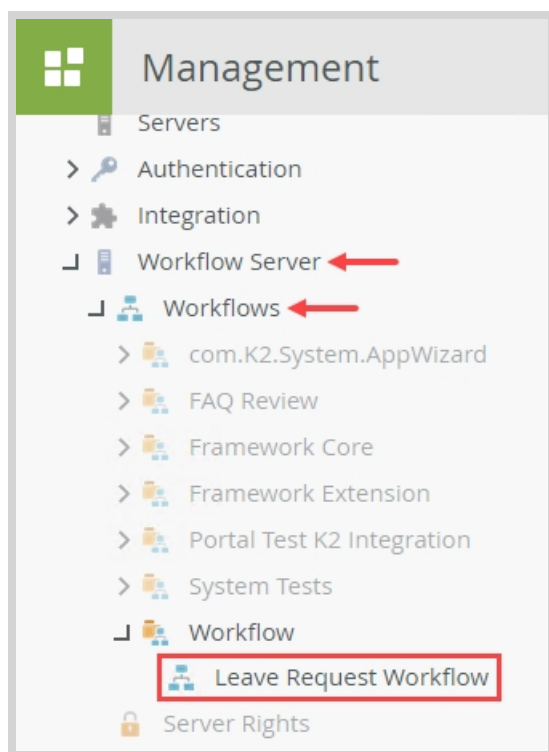 Management
Servers
Authentication
Integration
Workflow Server
Workflows
com.K2.System.AppWizard
FAQ Review
Framework Core
Framework Extension
Portal Test K2 Integration
System Tests
Workflow
Leave Request Workflow
Server Rights